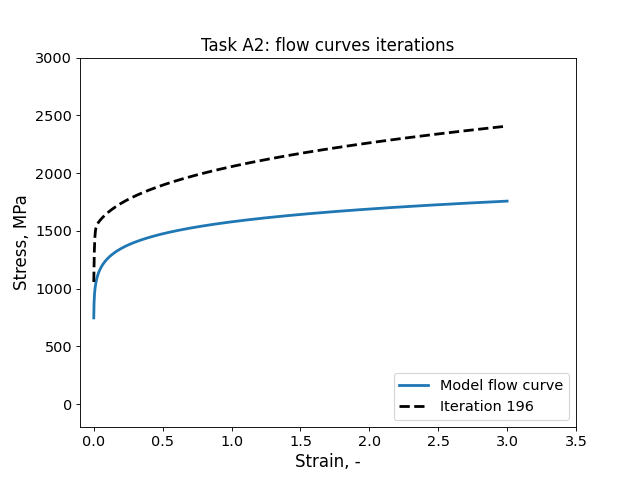 Task A2: flow curves iterations
3000
2500
2000
1500
1000
500
0
Stress, MPa
0.0 0.5 1.0 1.5 2.0 2.5 3.0 3.5
Strain, -
Model flow curve
Iteration 196